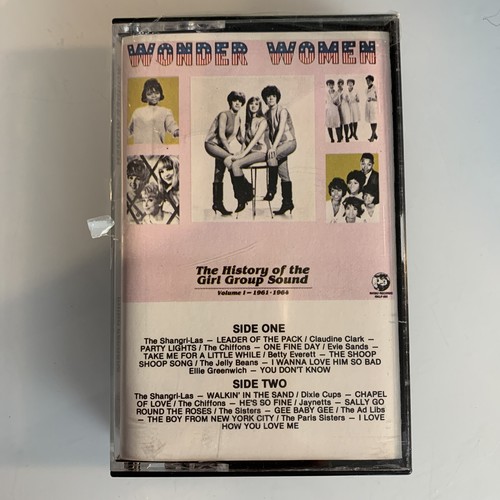 WONDER WOMEN
The History of the
Girl Group Sound
Volume 1 — 1961-1964
SIDE ONE
The Shangri-Las — LEADER OF THE PACK / Claudine Clark —
PARTY LIGHTS / The Chiffons — ONE FINE DAY / Evie Sands —
TAKE ME FOR A LITTLE WHILE / Betty Everett — THE SHOOP
SHOOP SONG / The Jelly Beans — I WANNA LOVE HIM SO BAD
Ellie Greenwich — YOU DON'T KNOW
SIDE TWO
The Shangri-Las — WALKIN' IN THE SAND / Dixie Cups — CHAPEL
OF LOVE / The Chiffons — HE'S SO FINE / Jaynetts — SALLY GO
ROUND THE ROSES / The Sisters — GEE BABY GEE / The Ad Libs
— THE BOY FROM NEW YORK CITY / The Paris Sisters — I LOVE
HOW YOU LOVE ME